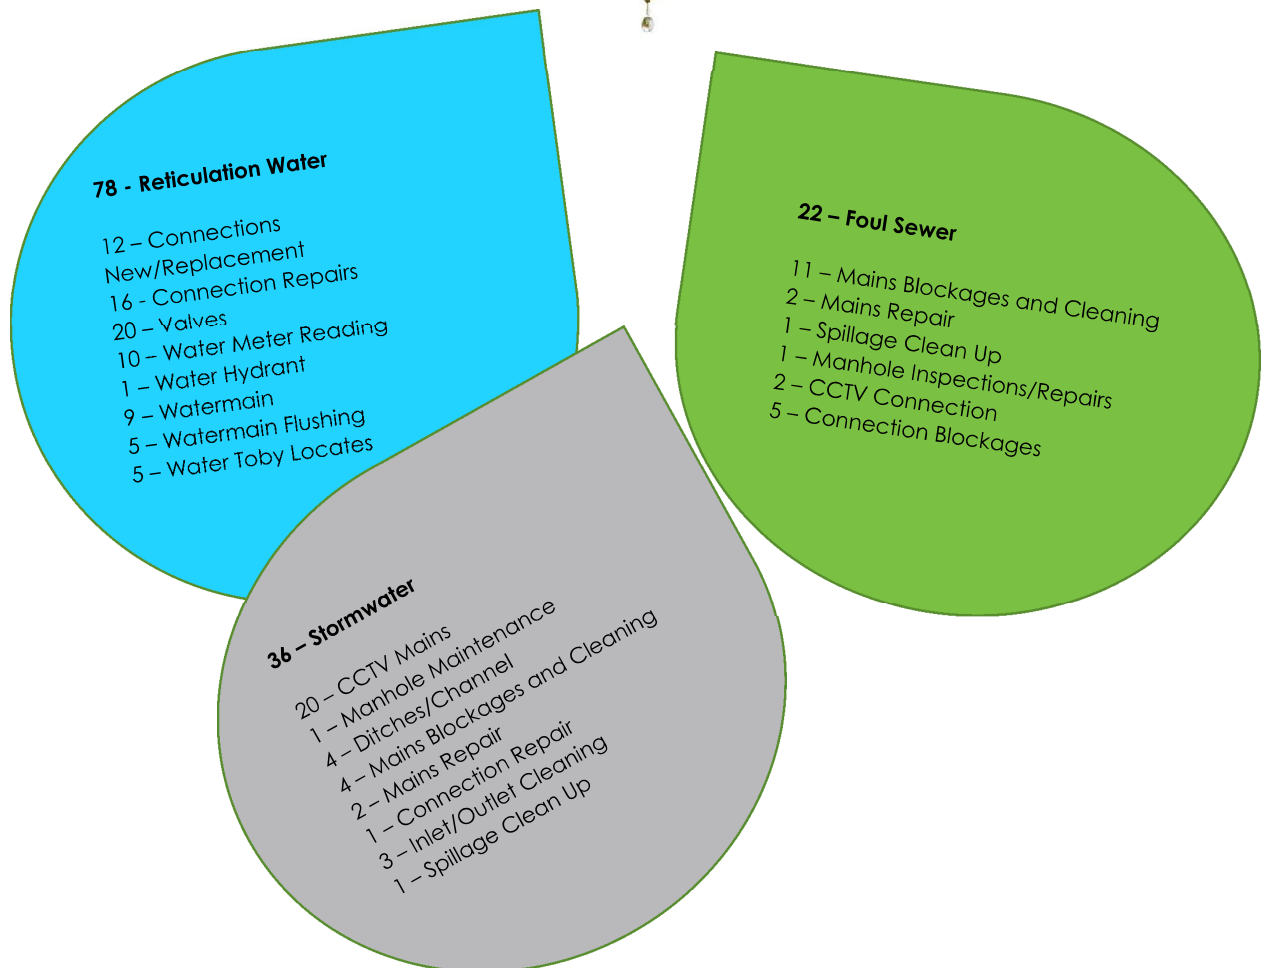 78 - Reticulation Water
12 – Connections
New/Replacement
16 - Connection Repairs
20 – Valves
10 – Water Meter Reading
1 – Water Hydrant
9 – Watermain
5 – Watermain Flushing
5 – Water Toby Locates
22 – Foul Sewer
11 – Mains Blockages and Cleaning
2 – Mains Repair
1 – Spillage Clean Up
1 – Manhole Inspections/Repairs
2 – CCTV Connection
5 – Connection Blockages
36 – Stormwater
20 – CCTV Mains
1 – Manhole Maintenance
4 – Ditches/Channel
4 – Mains Blockages and Cleaning
2 – Mains Repair
1 – Connection Repair
3 – Inlet/Outlet Cleaning
1 – Spillage Clean Up